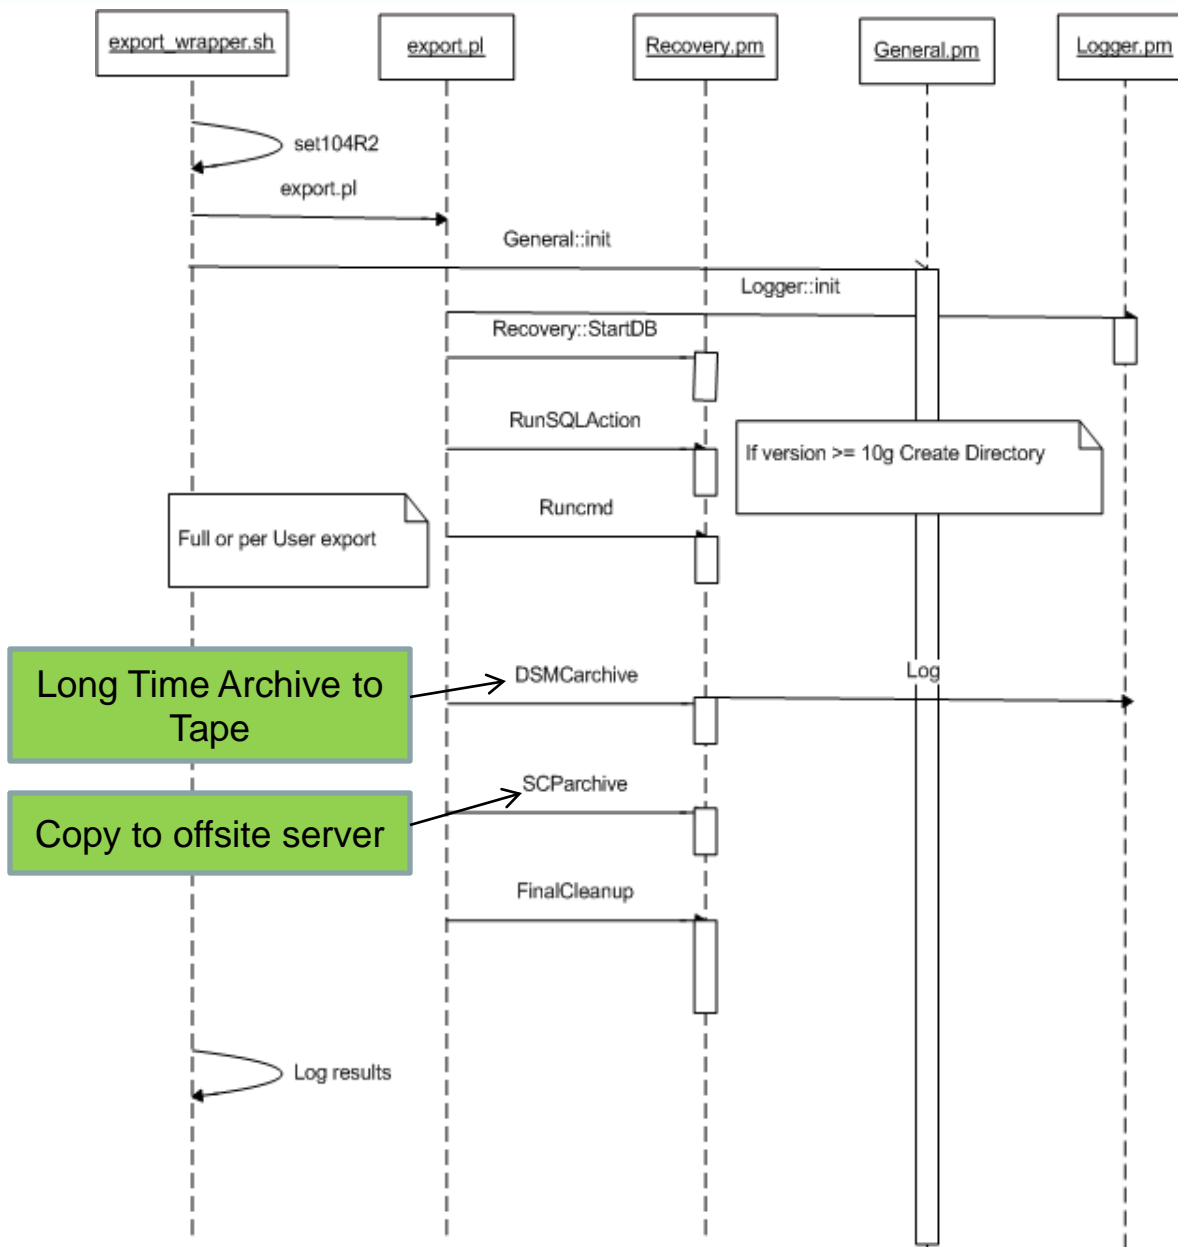 export_wrapper.sh
export.pl
Recovery.pm
General.pm
Logger.pm
set104R2
export.pl
General::init
Logger::init
Recovery::StartDB
RunSQLAction
If version >= 10g Create Directory
Runcmd
Full or per User export
Long Time Archive to
Tape
DSMCarchive
Log
SCParchive
Copy to offsite server
FinalCleanup
Log results